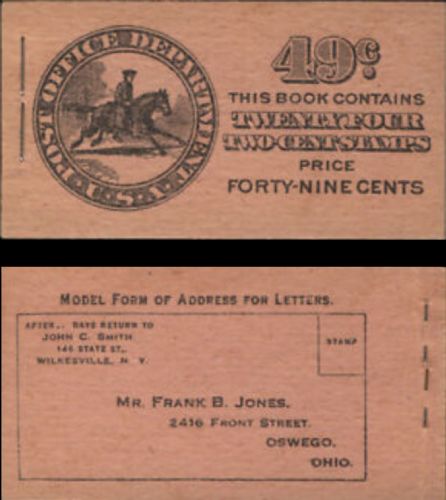 POST OFFICE DEPARTMENT
U.S.A.
49¢
THIS BOOK CONTAINS
TWENTY FOUR
TWO-CENT STAMPS
PRICE
FORTY-NINE CENTS
MODEL FORM OF ADDRESS FOR LETTERS.
AFTER.. DAYS RETURN TO
JOHN C. SMITH
146 STATE ST.,
WILKESVILLE, N. Y.
STAMP
MR. FRANK B. JONES,
2416 FRONT STREET.
OSWEGO,
OHIO.